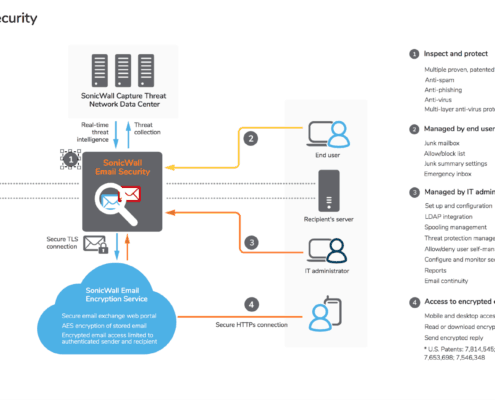 ecurity
SonicWall Capture Threat
Network Data Center
Real-time
threat
intelligence
Threat
collection
1
SonicWall
Email Security
2
End user
Recipient's server
3
IT administrator
Secure TLS
connection
SonicWall Email
Encryption Service
Secure email exchange web portal
AES encryption of stored email
Encrypted email access limited to
authenticated sender and recipient
4
Secure HTTPs connection
1 Inspect and protect
Multiple proven, patented
Anti-spam
Anti-phishing
Anti-virus
Multi-layer anti-virus prot
2 Managed by end user
Junk mailbox
Allow/block list
Junk summary settings
Emergency inbox
3 Managed by IT admin
Set up and configuration
LDAP integration
Spooling management
Threat protection manage
Allow/deny user self-man
Configure and monitor se
Reports
Email continuity
4 Access to encrypted e
Mobile and desktop acces
Read or download encryp
Send encrypted reply
* U.S. Patents: 7,814,545;
7,653,698; 7,546,348